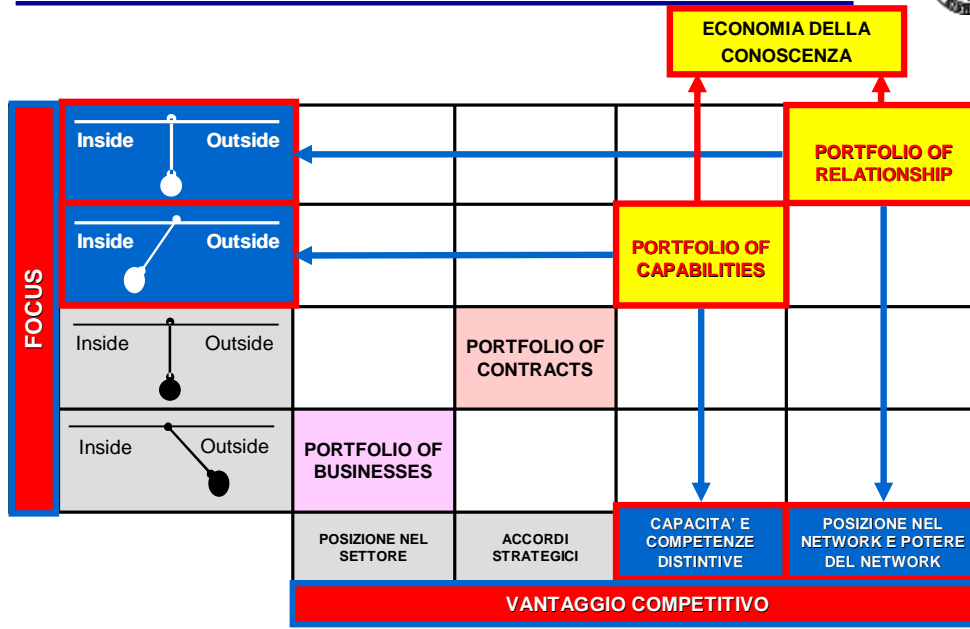 ECONOMIA DELLA
CONOSCENZA
Inside Outside
PORTFOLIO OF
RELATIONSHIP
Inside Outside
PORTFOLIO OF
CAPABILITIES
FOCUS
Inside Outside
PORTFOLIO OF
CONTRACTS
Inside Outside
PORTFOLIO OF
BUSINESSES
POSIZIONE NEL
SETTORE
ACCORDI
STRATEGICI
CAPACITA' E
COMPETENZE
DISTINTIVE
POSIZIONE NEL
NETWORK E POTERE
DEL NETWORK
VANTAGGIO COMPETITIVO